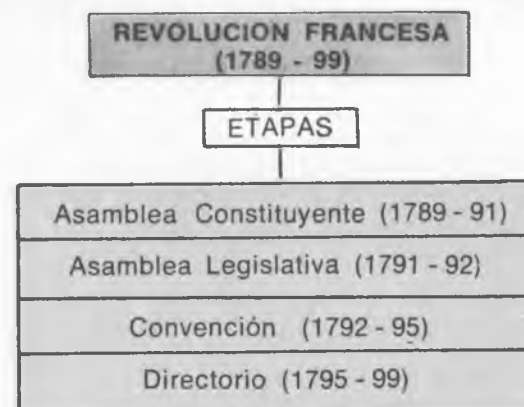 REVOLUCION FRANCESA
(1789 - 99)
ETAPAS
Asamblea Constituyente (1789 - 91)
Asamblea Legislativa (1791 - 92)
Convención (1792 - 95)
Directorio (1795 - 99)